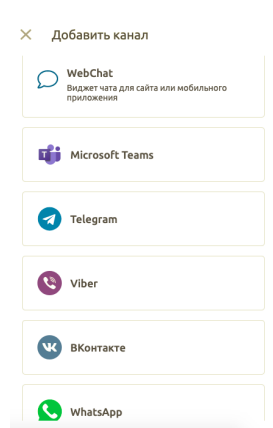 Добавить канал
WebChat
Виджет чата для сайта или мобильного
приложения
Microsoft Teams
Telegram
Viber
ВКонтакте
WhatsApp